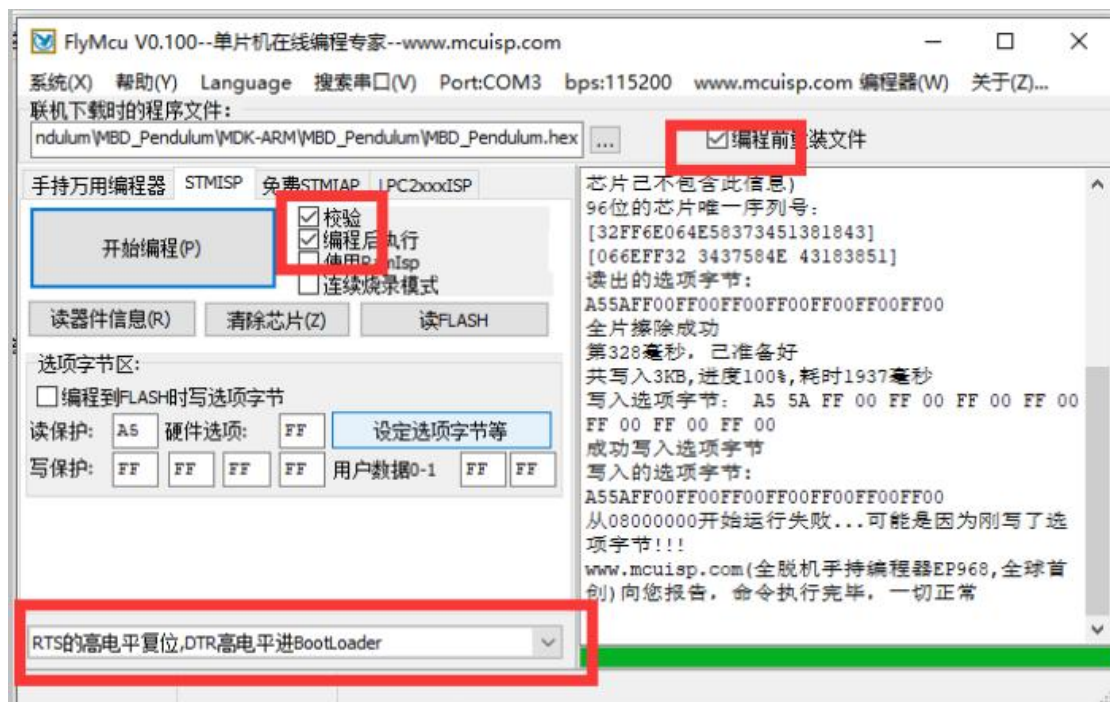 FlyMcu V0.100--单片机在线编程专家--www.mcuisp.com
系统(X) 帮助(Y) Language 搜索串口(V) Port:COM3 bps:115200 www.mcuisp.com 编程器(W) 关于(Z)...
联机下载时的程序文件:
ndulum\MBD_Pendulum\MDK-ARM\MBD_Pendulum\MBD_Pendulum.hex ... 编程前重装文件
手持万用编程器 STMISP 免费STMIAP LPC2xxxISP
开始编程(P)
校验
编程后执行
使用RamIsp
连续烧录模式
读器件信息(R) 清除芯片(Z) 读FLASH
选项字节区:
编程到FLASH时写选项字节
读保护: A5 硬件选项: FF 设定选项字节等
写保护: FF FF FF FF 用户数据0-1 FF FF
RTS的高电平复位,DTR高电平进BootLoader
芯片已不包含此信息)
96位的芯片唯一序列号:
[32FF6E064E58373451381843]
[066EFF32 3437584E 43183851]
读出的选项字节:
A55AFF00FF00FF00FF00FF00FF00FF00
全片擦除成功
第328毫秒, 已准备好
共写入3KB,进度100%,耗时1937毫秒
写入选项字节: A5 5A FF 00 FF 00 FF 00 FF 00
FF 00 FF 00 FF 00
成功写入选项字节
写入的选项字节:
A55AFF00FF00FF00FF00FF00FF00FF00
从08000000开始运行失败...可能是因为刚写了选
项字节!!!
www.mcuisp.com(全脱机手持编程器EP968,全球首
创)向您报告, 命令执行完毕, 一切正常